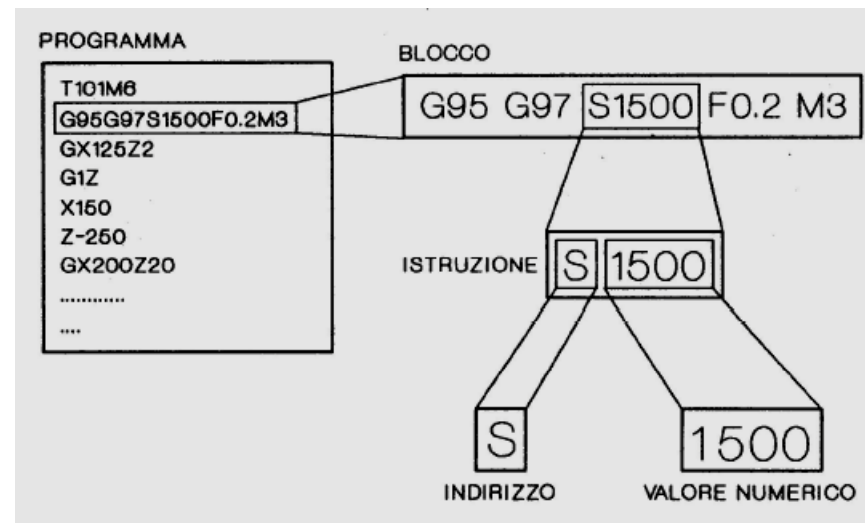 PROGRAMMA
T101M6
G95G97S1500F0.2M3
GX125Z2
G1Z
X150
Z-250
GX200Z20
............
....
BLOCCO
G95 G97 S1500 F0.2 M3
ISTRUZIONE S 1500
S 1500
INDIRIZZO VALORE NUMERICO